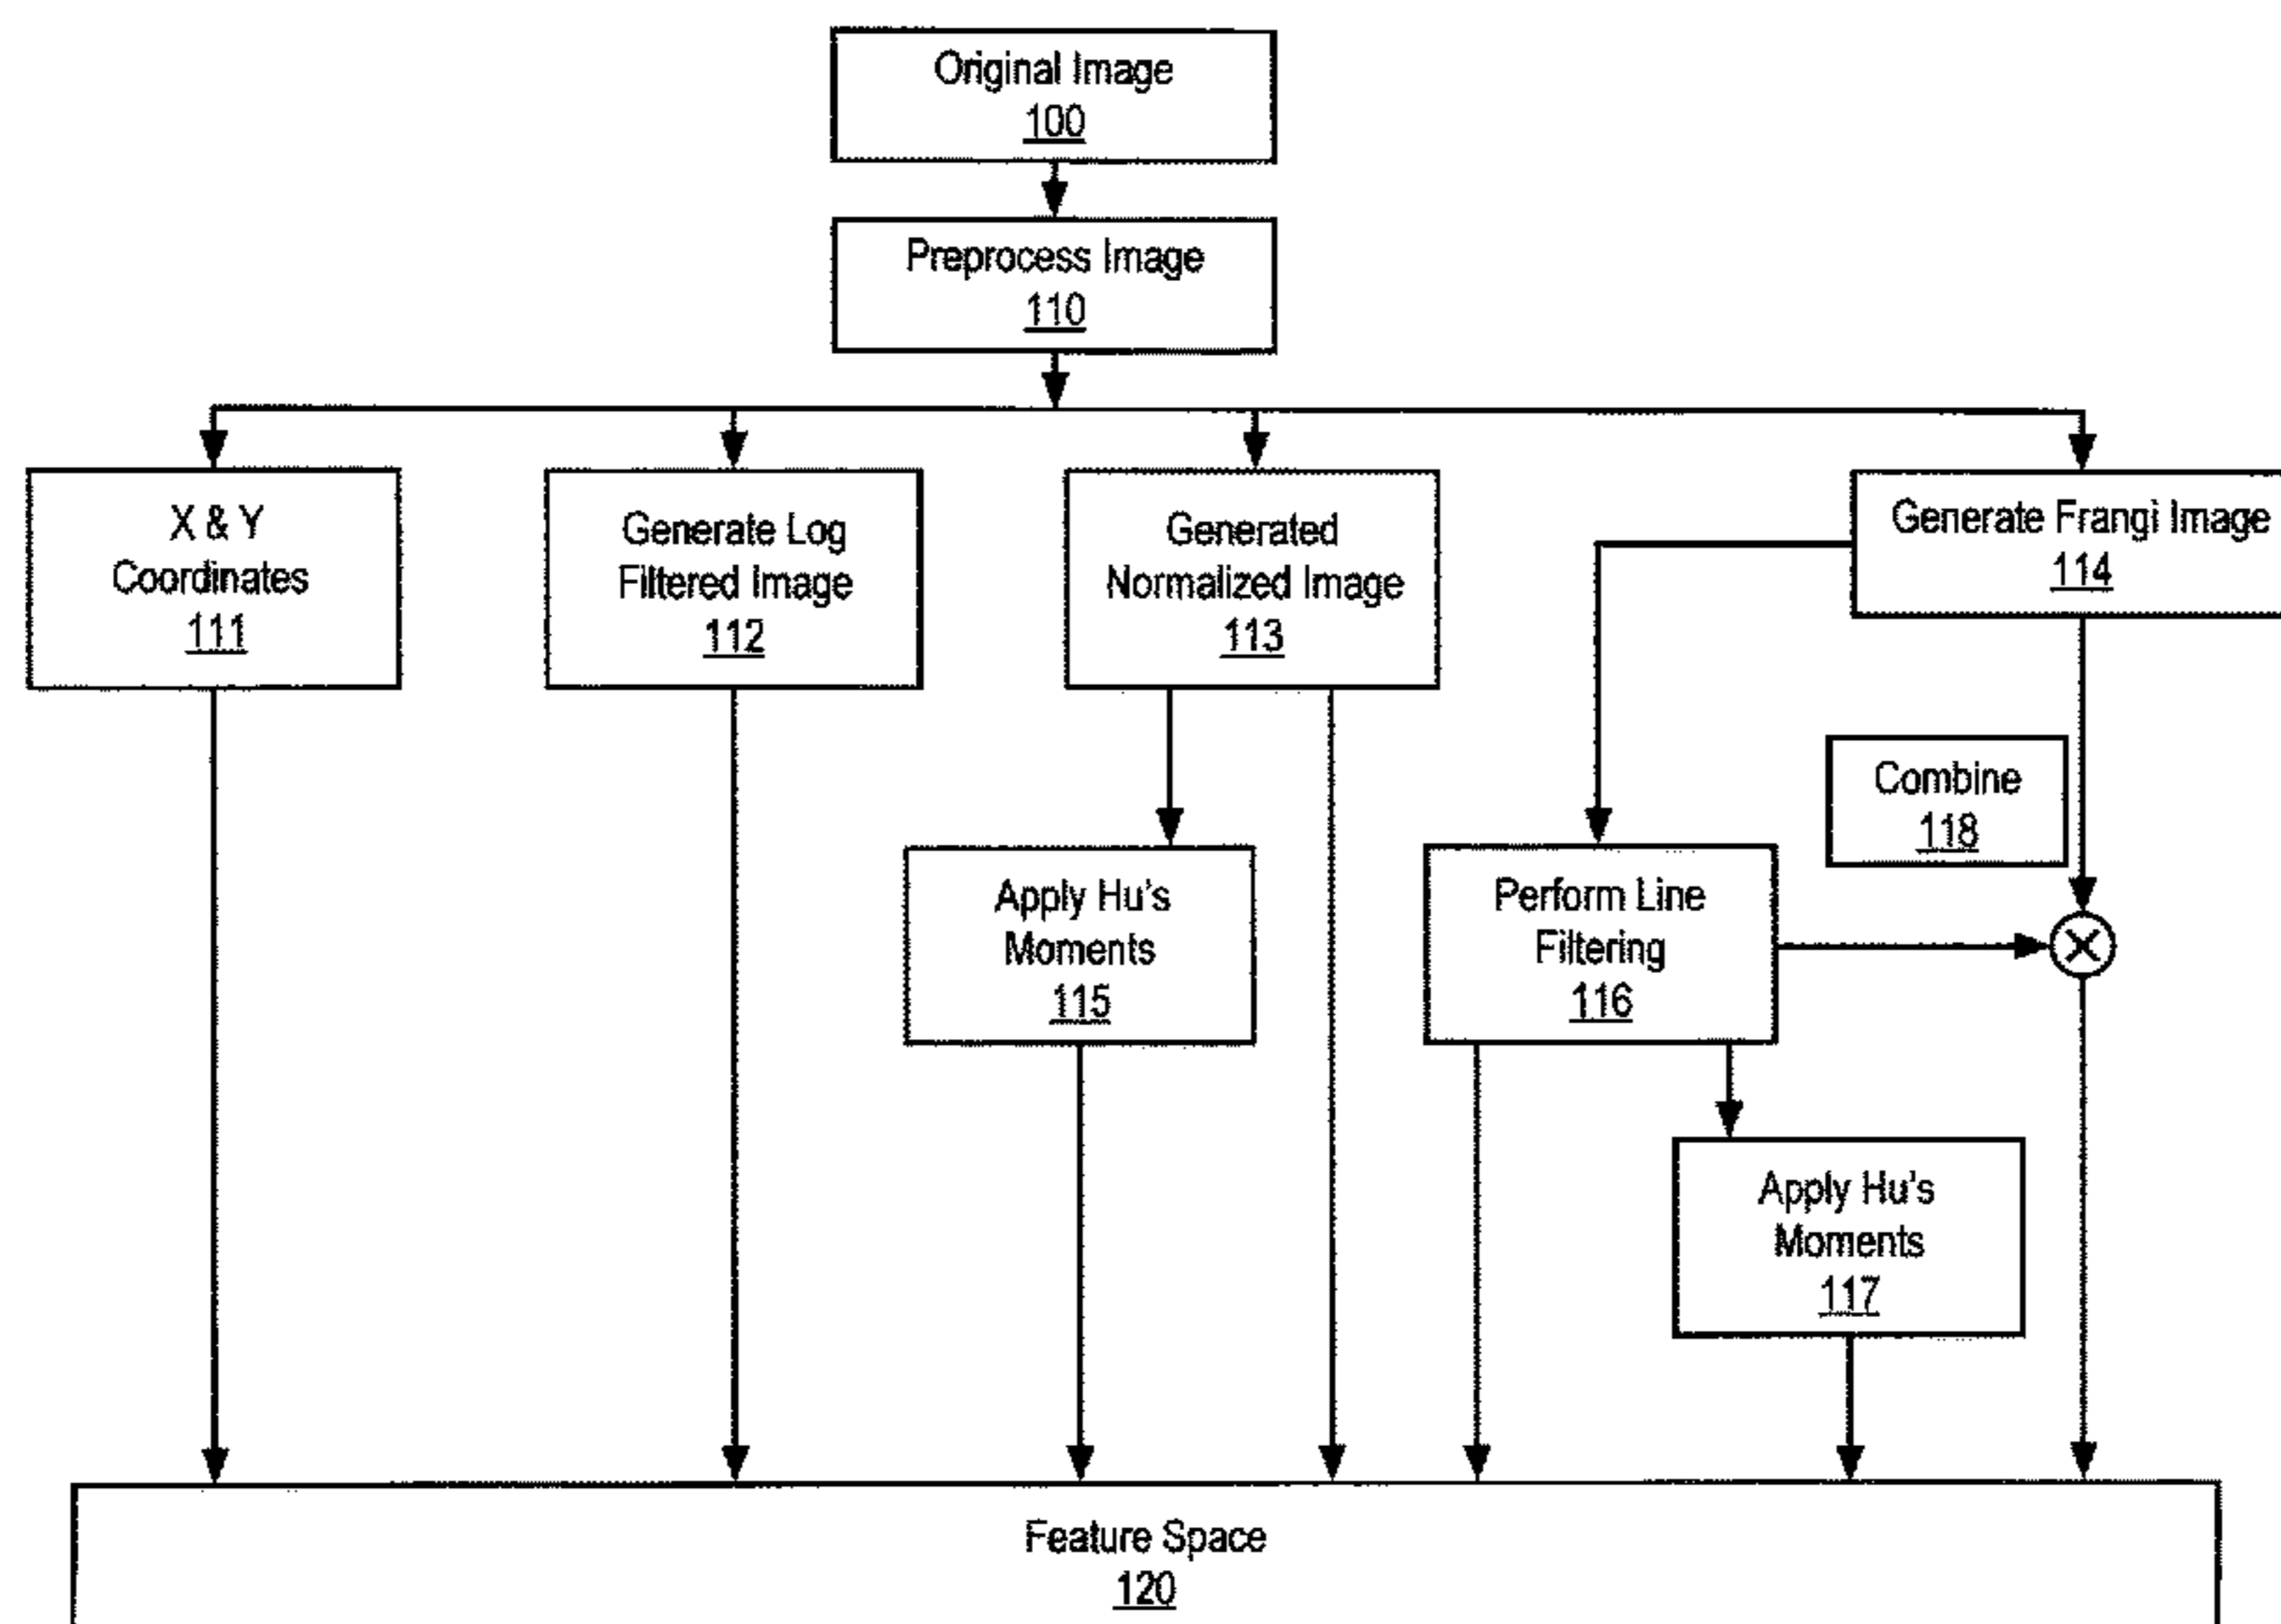 Original Image
100
Preprocess Image
110
X & Y
Coordinates
111
Generate Log
Filtered Image
112
Generated
Normalized Image
113
Generate Frangi Image
114
Combine
118
Apply Hu's
Moments
115
Perform Line
Filtering
116
Apply Hu's
Moments
117
Feature Space
120